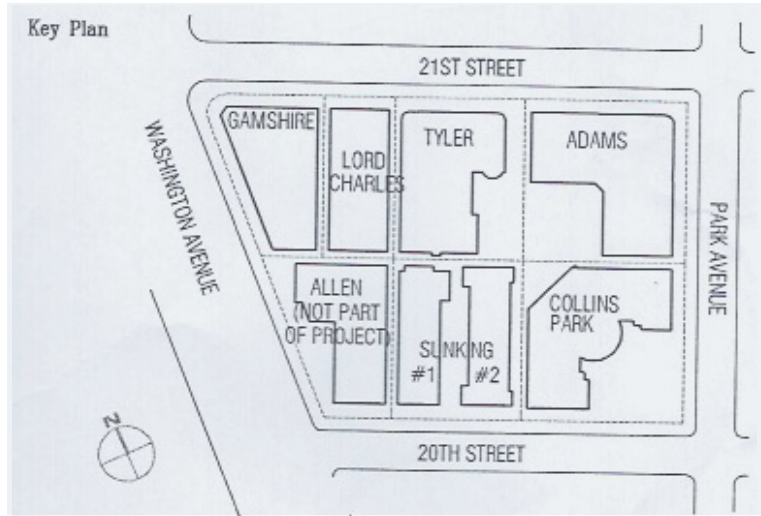 Key Plan
21ST STREET
WASHINGTON AVENUE
GAMSHIRE
LORD
CHARLES
TYLER
ADAMS
PARK AVENUE
ALLEN
(NOT PART
OF PROJECT)
SUNKING
#1
#2
COLLINS
PARK
N
20TH STREET